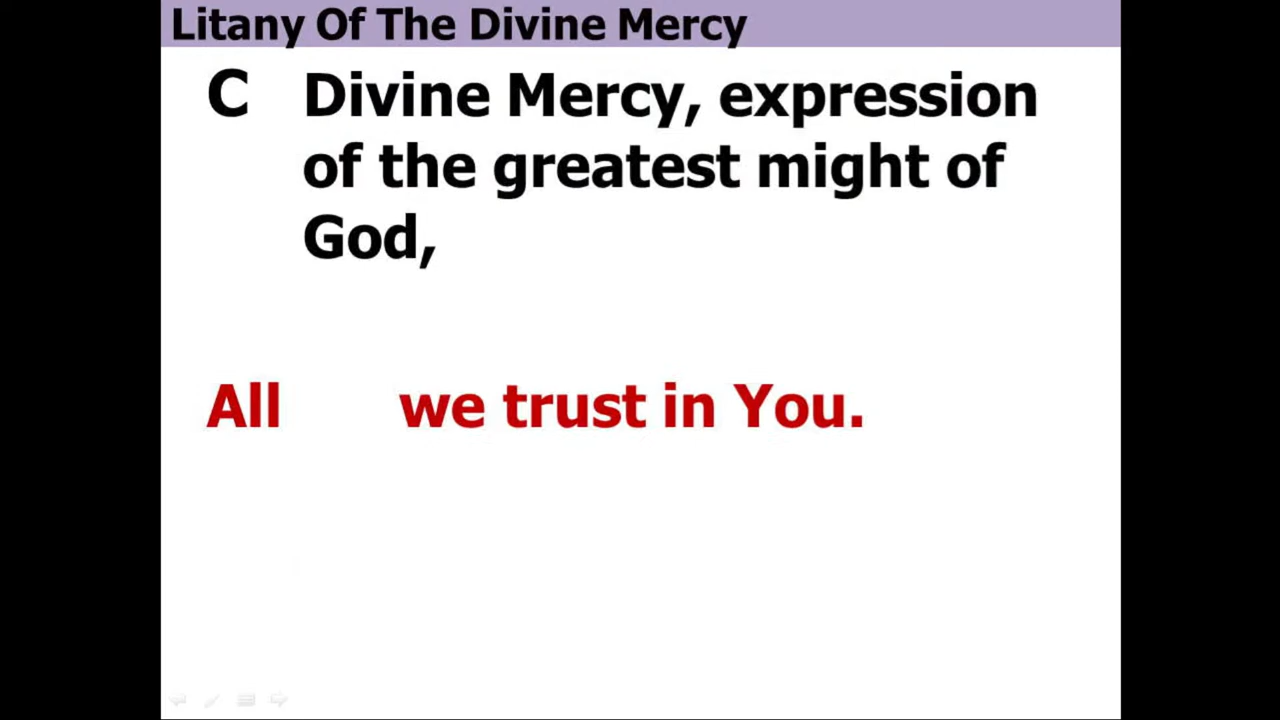 Litany Of The Divine Mercy
C Divine Mercy, expression
of the greatest might of
God,
All we trust in You.